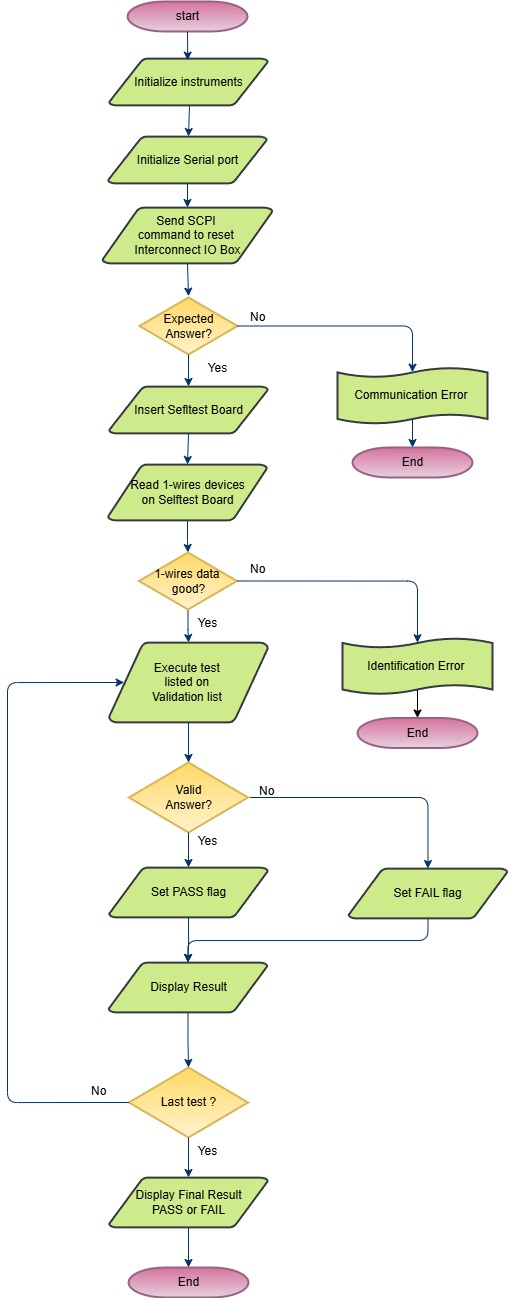 start
Initialize instruments
Initialize Serial port
Send SCPI
command to reset
Interconnect IO Box
Expected
Answer?
No
Yes
Communication Error
End
Insert Sefltest Board
Read 1-wires devices
on Selftest Board
1-wires data
good?
No
Yes
Identification Error
End
Execute test
listed on
Validation list
Valid
Answer?
No
Yes
Set PASS flag
Set FAIL flag
Display Result
Last test ?
No
Yes
Display Final Result
PASS or FAIL
End